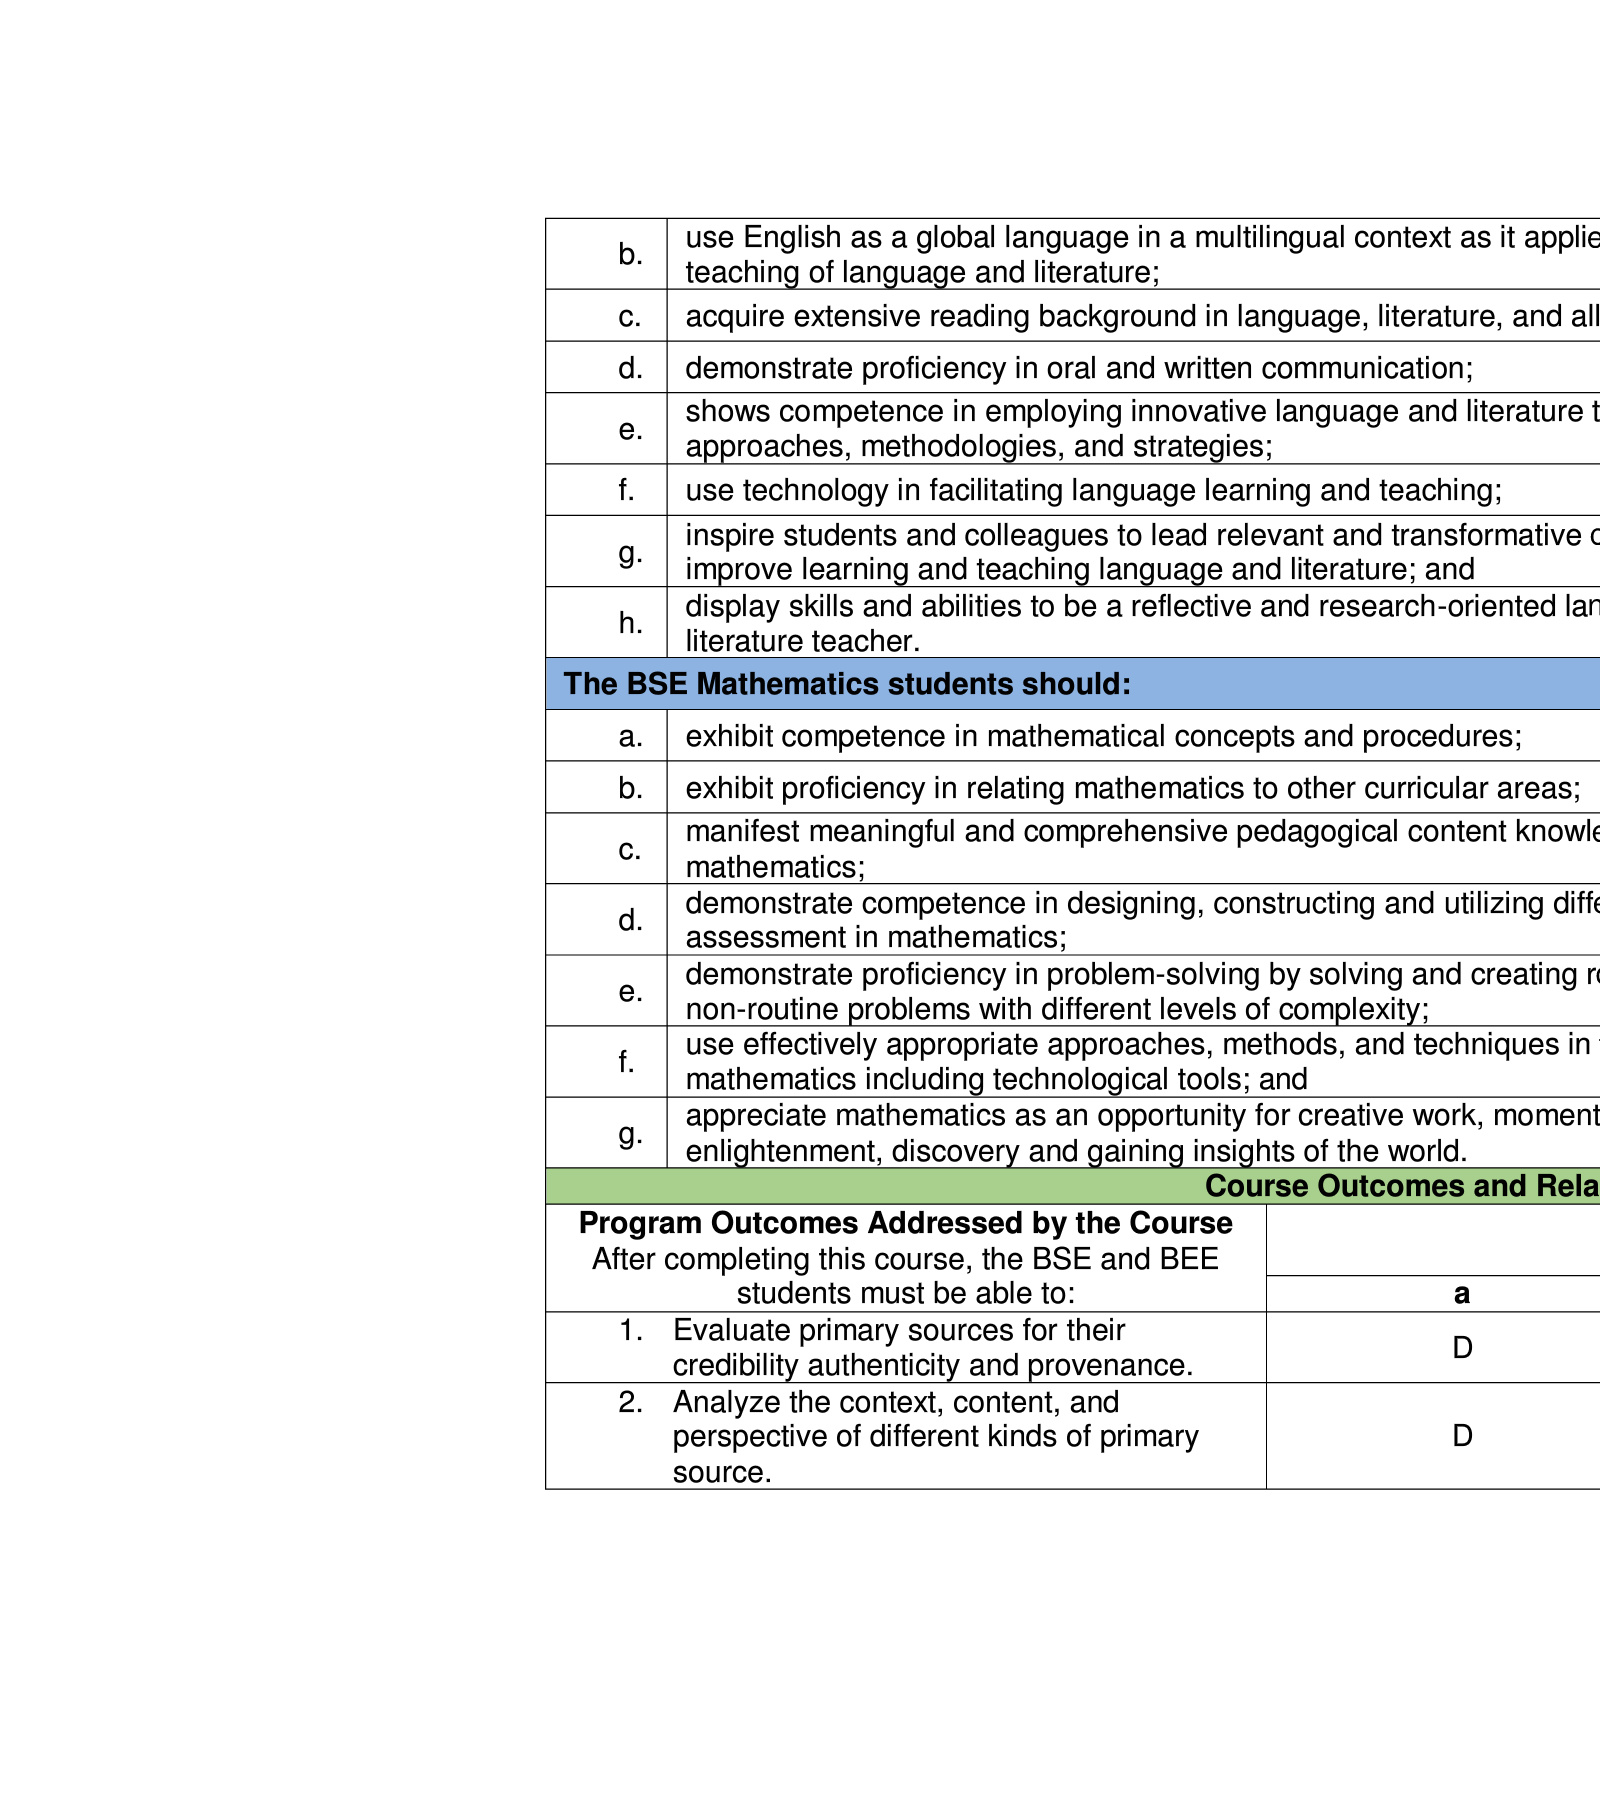 b. use English as a global language in a multilingual context as it
teaching of language and literature;
c. acquire extensive reading background in language, literature, and
d. demonstrate proficiency in oral and written communication;
e. shows competence in employing innovative language and literature
approaches, methodologies, and strategies;
f. use technology in facilitating language learning and teaching;
g. inspire students and colleagues to lead relevant and transformative
improve learning and teaching language and literature; and
h. display skills and abilities to be a reflective and research-oriented
literature teacher.
The BSE Mathematics students should:
a. exhibit competence in mathematical concepts and procedures;
b. exhibit proficiency in relating mathematics to other curricular areas;
c. manifest meaningful and comprehensive pedagogical content
mathematics;
d. demonstrate competence in designing, constructing and utilizing
assessment in mathematics;
e. demonstrate proficiency in problem-solving by solving and creating
non-routine problems with different levels of complexity;
f. use effectively appropriate approaches, methods, and techniques in
mathematics including technological tools; and
g. appreciate mathematics as an opportunity for creative work,
enlightenment, discovery and gaining insights of the world.
Course Outcomes and
Program Outcomes Addressed by the Course
After completing this course, the BSE and BEE
students must be able to:
a
1. Evaluate primary sources for their
credibility authenticity and provenance.
D
2. Analyze the context, content, and
perspective of different kinds of primary
source.
D